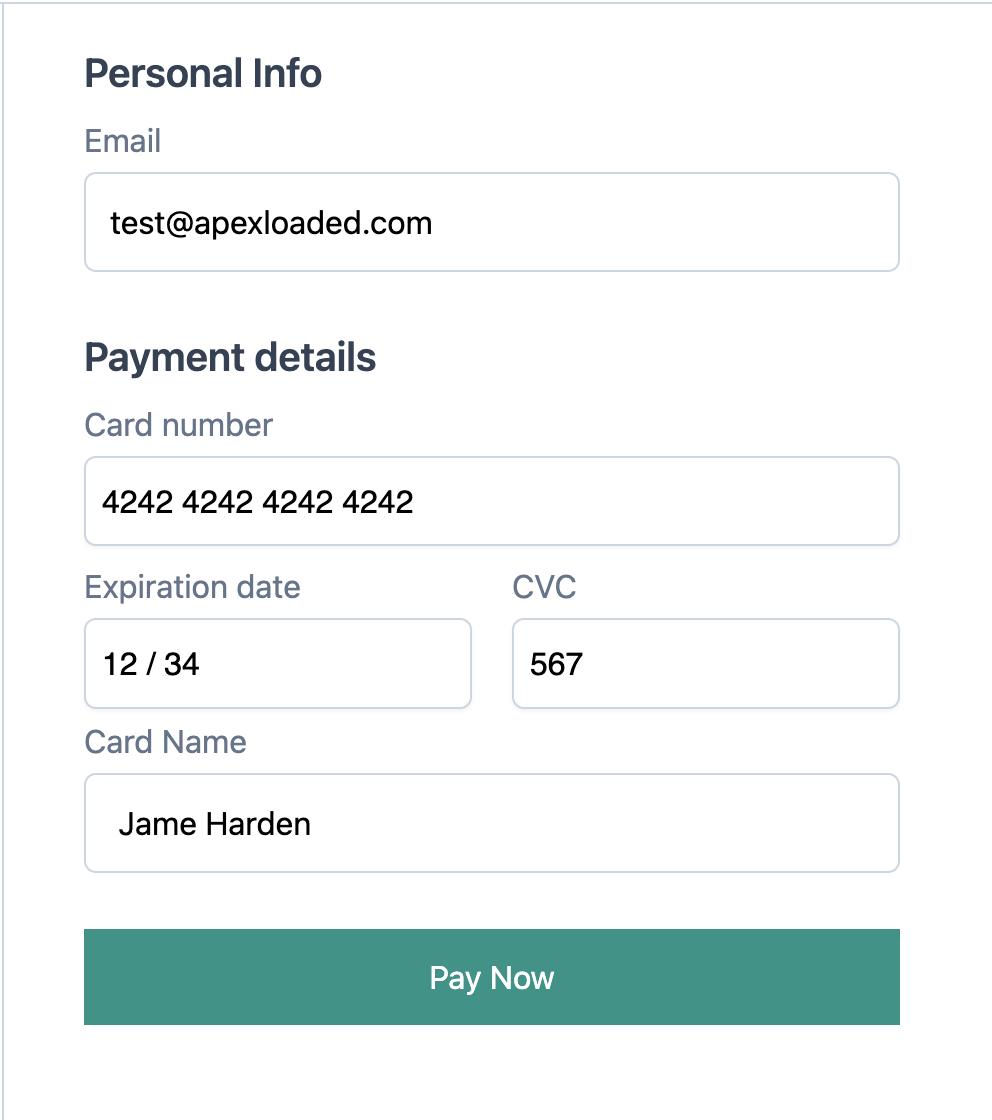 Personal Info
Email
test@apexloaded.com
Payment details
Card number
4242 4242 4242 4242
Expiration date CVC
12 / 34 567
Card Name
Jame Harden
Pay Now